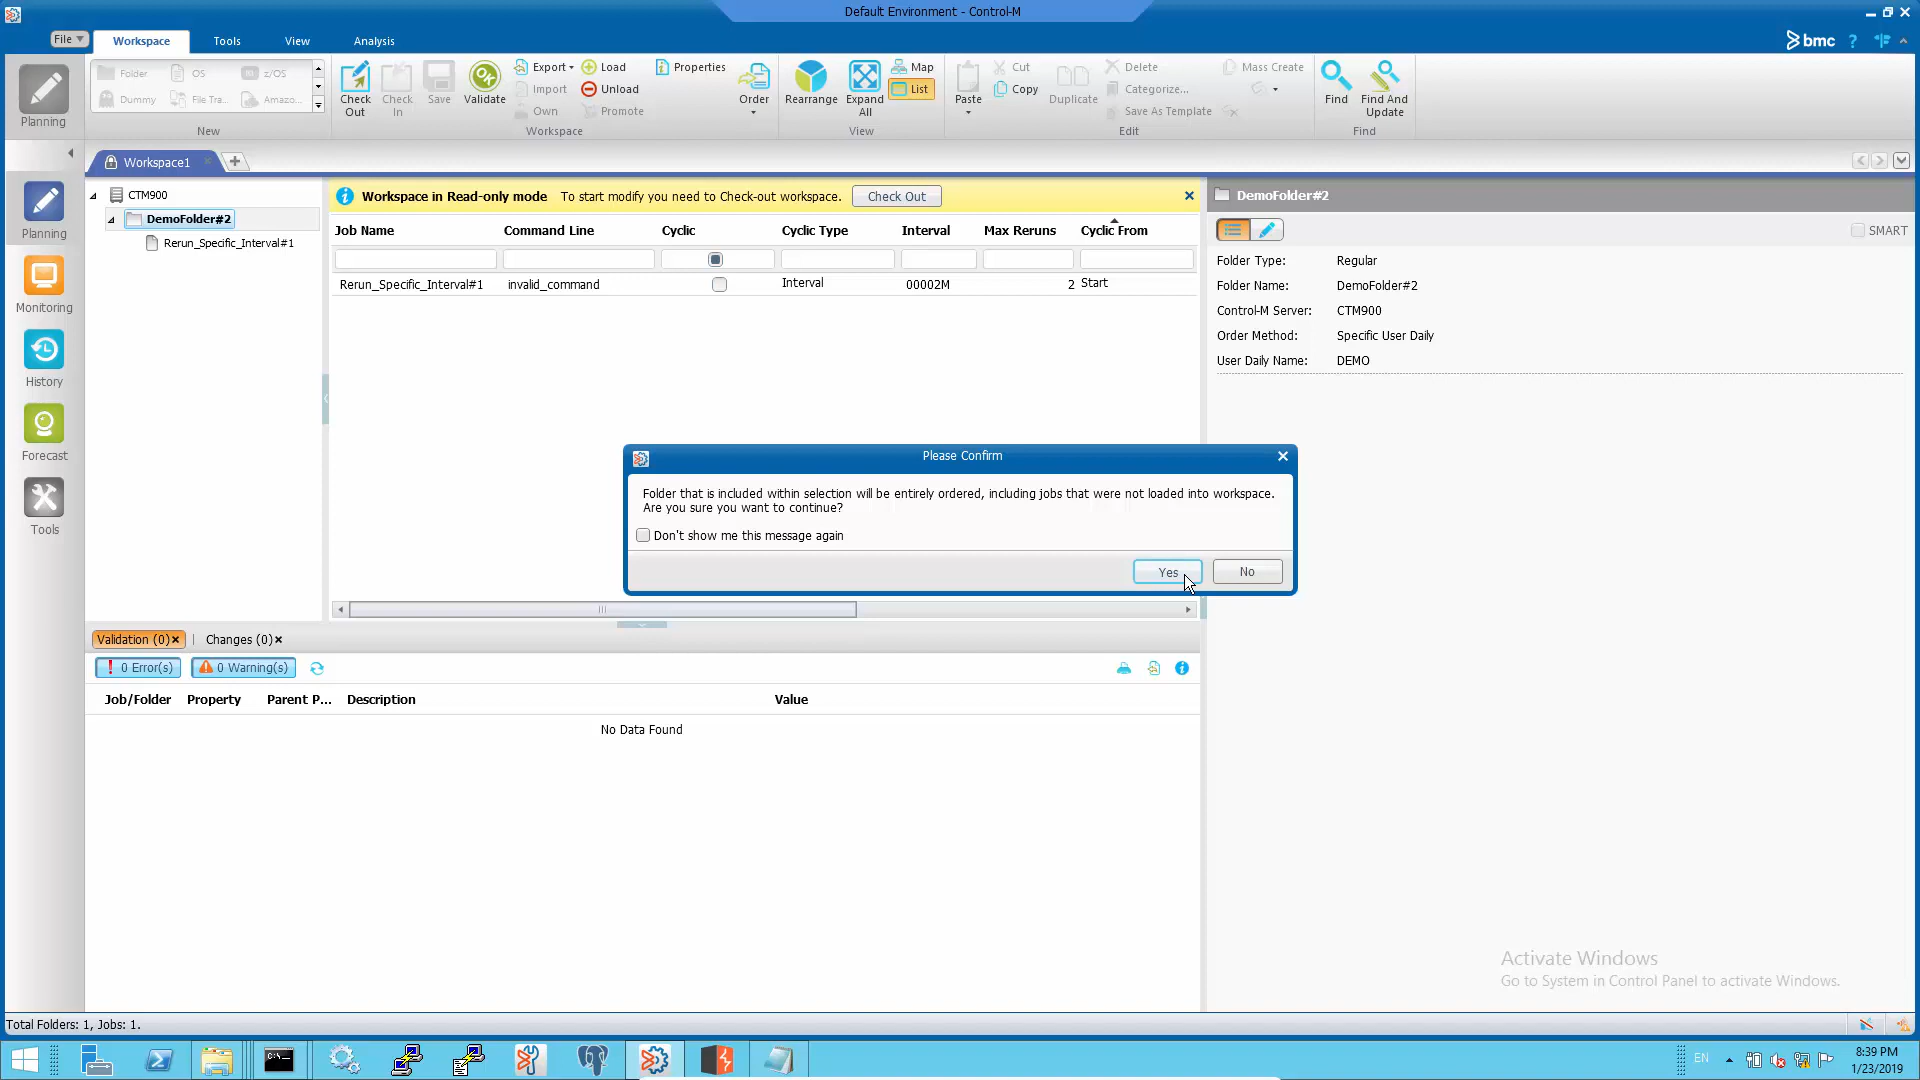 Default Environment - Control-M
File
Workspace
Tools
View
Analysis
bmc
?
Planning
Folder
OS
z/OS
Dummy
File Tra...
Amazo...
New
Check Out
Check In
Save
Validate
Export
Import
Own
Load
Unload
Promote
Properties
Order
Workspace
Rearrange
Expand All
Map
List
View
Paste
Cut
Copy
Duplicate
Delete
Categorize...
Save As Template
Mass Create
Edit
Find
Find And Update
Find
Workspace1
Planning
Monitoring
History
Forecast
Tools
CTM900
DemoFolder#2
Rerun_Specific_Interval#1
Workspace in Read-only mode To start modify you need to Check-out workspace. Check Out
Job Name Command Line Cyclic Cyclic Type Interval Max Reruns Cyclic From
Rerun_Specific_Interval#1 invalid_command Interval 00002M 2 Start
DemoFolder#2
SMART
Folder Type: Regular
Folder Name: DemoFolder#2
Control-M Server: CTM900
Order Method: Specific User Daily
User Daily Name: DEMO
Please Confirm
Folder that is included within selection will be entirely ordered, including jobs that were not loaded into workspace.
Are you sure you want to continue?
Don't show me this message again
Yes No
Validation (0) Changes (0)
0 Error(s) 0 Warning(s)
Job/Folder Property Parent P... Description Value
No Data Found
Activate Windows
Go to System in Control Panel to activate Windows.
Total Folders: 1, Jobs: 1.
EN
8:39 PM
1/23/2019